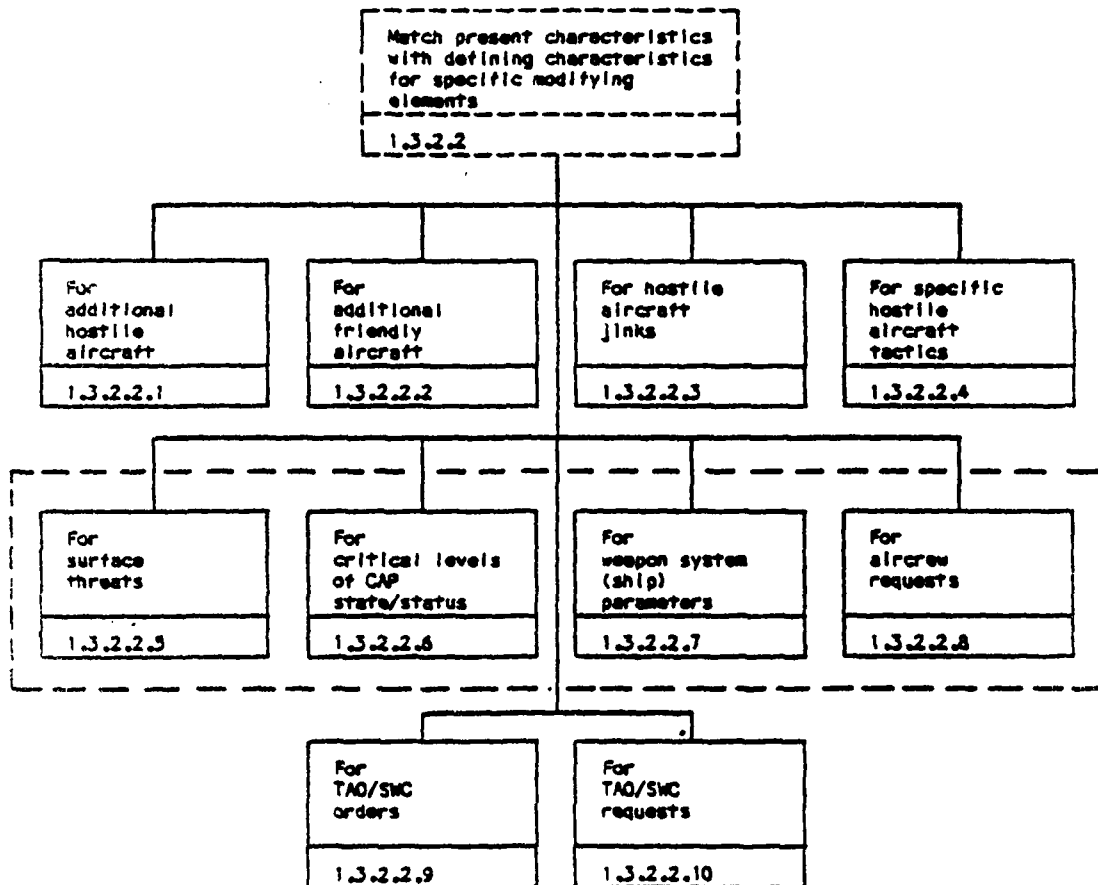 Match present characteristics
with defining characteristics
for specific modifying
elements
1.3.2.2
For
additional
hostile
aircraft
1.3.2.2.1
For
additional
friendly
aircraft
1.3.2.2.2
For hostile
aircraft
jinks
1.3.2.2.3
For specific
hostile
aircraft
tactics
1.3.2.2.4
For
surface
threats
1.3.2.2.5
For
critical levels
of CAP
state/status
1.3.2.2.6
For
weapon system
(ship)
parameters
1.3.2.2.7
For
aircrew
requests
1.3.2.2.8
For
TAO/SWC
orders
1.3.2.2.9
For
TAO/SWC
requests
1.3.2.2.10